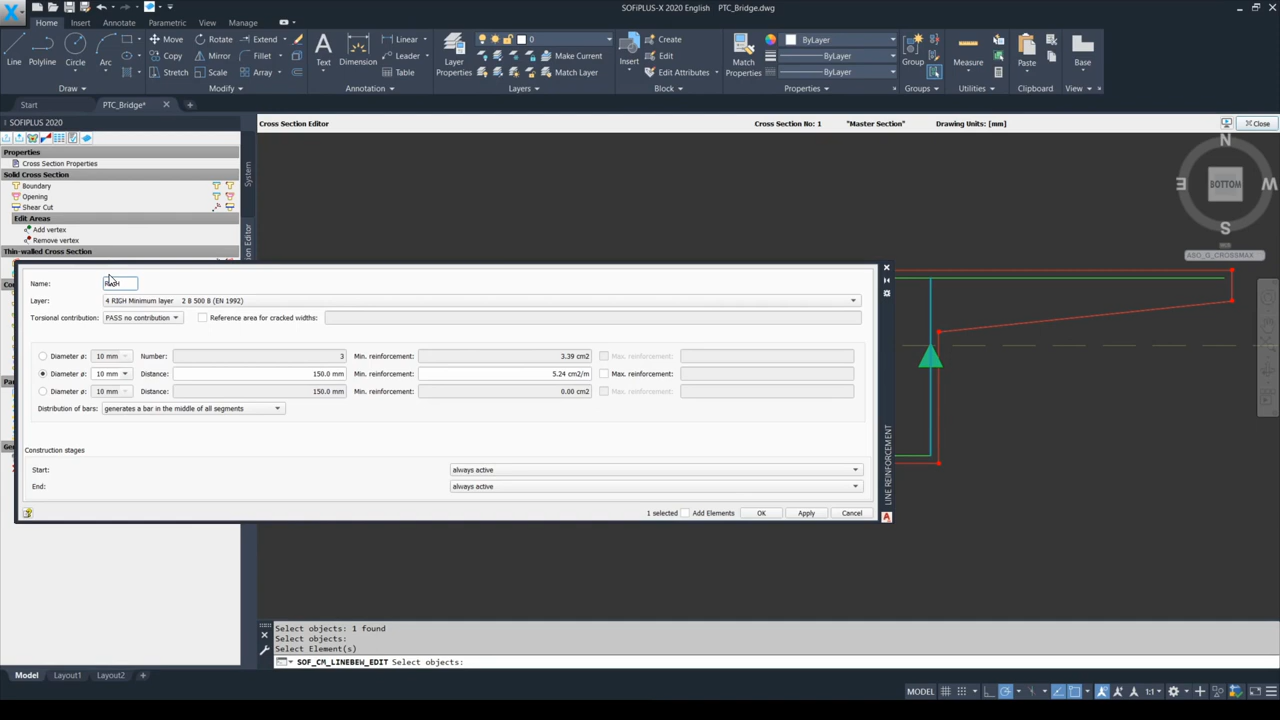 SOFiPLUS-X 2020 English PTC_Bridge.dwg
Home Insert Annotate Parametric View Manage
Line Polyline Circle Arc
Move Rotate Extend
Copy Mirror Fillet
Stretch Scale Array
Text Dimension
Linear
Leader
Table
Layer Properties
0
Make Current
Match Layer
Insert
Create
Edit
Edit Attributes
Match Properties
ByLayer
ByLayer
ByLayer
Group Measure Paste Base
Draw Modify Annotation Layers Block Properties Groups Utilities Clipboard View
Start PTC_Bridge*
SOFIPLUS 2020
Cross Section Editor Cross Section No: 1 "Master Section" Drawing Units: [mm] Close
Properties
Cross Section Properties
Solid Cross Section
Boundary
Opening
Shear Cut
Edit Areas
Add vertex
Remove vertex
Thin-walled Cross Section
System
N
E BOTTOM W
S
ASO_G_CROSSMAX
Name: RIGH
Layer: 4 RIGH Minimum layer 2 B 500 B (EN 1992)
Torsional contribution: PASS no contribution Reference area for cracked widths:
Diameter ø: 10 mm Number: 3 Min. reinforcement: 3.39 cm2 Max. reinforcement:
Diameter ø: 10 mm Distance: 150.0 mm Min. reinforcement: 5.24 cm2/m Max. reinforcement:
Diameter ø: 10 mm Distance: 150.0 mm Min. reinforcement: 0.00 cm2 Max. reinforcement:
Distribution of bars: generates a bar in the middle of all segments
Construction stages
Start: always active
End: always active
1 selected Add Elements OK Apply Cancel
LINE REINFORCEMENT
Select objects: 1 found
Select objects:
Select Element(s)
SOF_CM_LINEBEW_EDIT Select objects:
Model Layout1 Layout2
MODEL 1:1